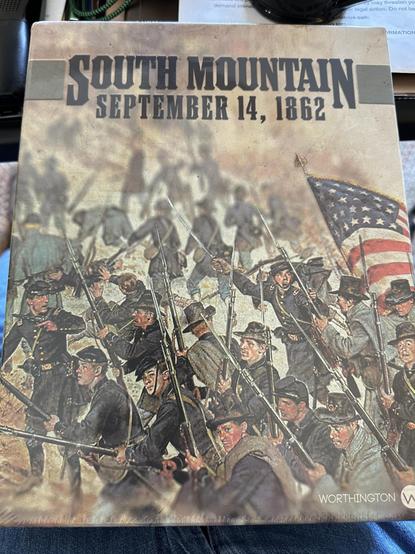 SOUTH MOUNTAIN
SEPTEMBER 14, 1862
WORTHINGTON
W